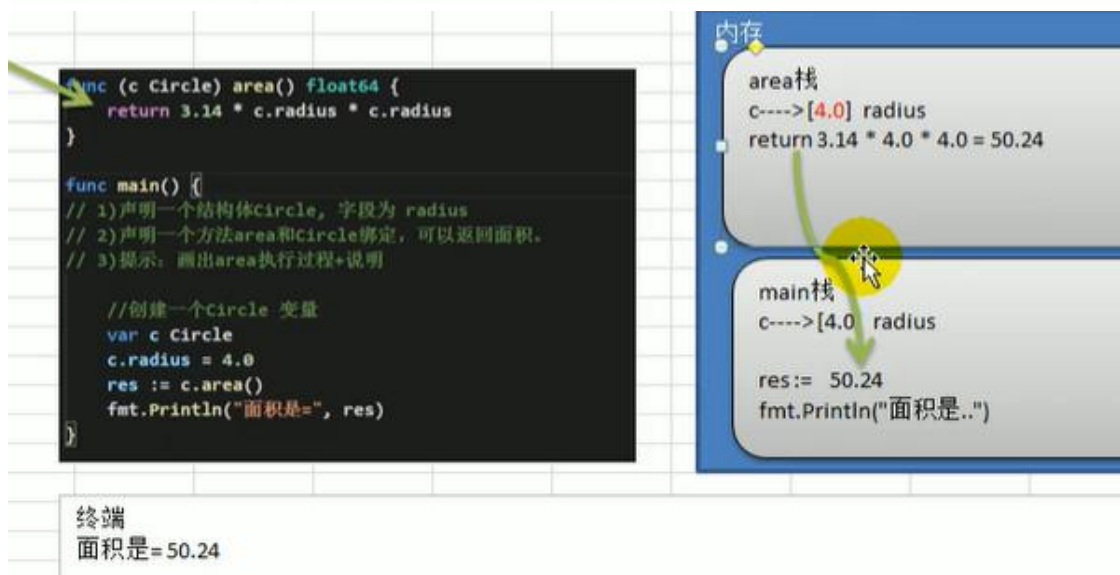 func (c Circle) area() float64 {
return 3.14 * c.radius * c.radius
}
func main() {
// 1)声明一个结构体Circle, 字段为 radius
// 2)声明一个方法area和Circle绑定，可以返回面积。
// 3)提示：画出area执行过程+说明
//创建一个Circle 变量
var c Circle
c.radius = 4.0
res := c.area()
fmt.Println("面积是=", res)
}
内存
area栈
c---->[4.0] radius
return 3.14 * 4.0 * 4.0 = 50.24
main栈
c---->[4.0 radius
res:= 50.24
fmt.Println("面积是..")
终端
面积是= 50.24